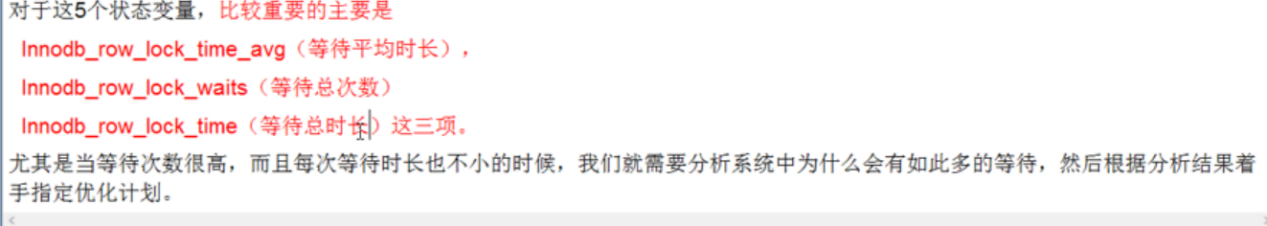 对于这5个状态变量，比较重要的主要是
Innodb_row_lock_time_avg（等待平均时长），
Innodb_row_lock_waits（等待总次数）
Innodb_row_lock_time（等待总时长）这三项。
尤其是当等待次数很高，而且每次等待时长也不小的时候，我们就需要分析系统中为什么会有如此多的等待，然后根据分析结果着
手指定优化计划。